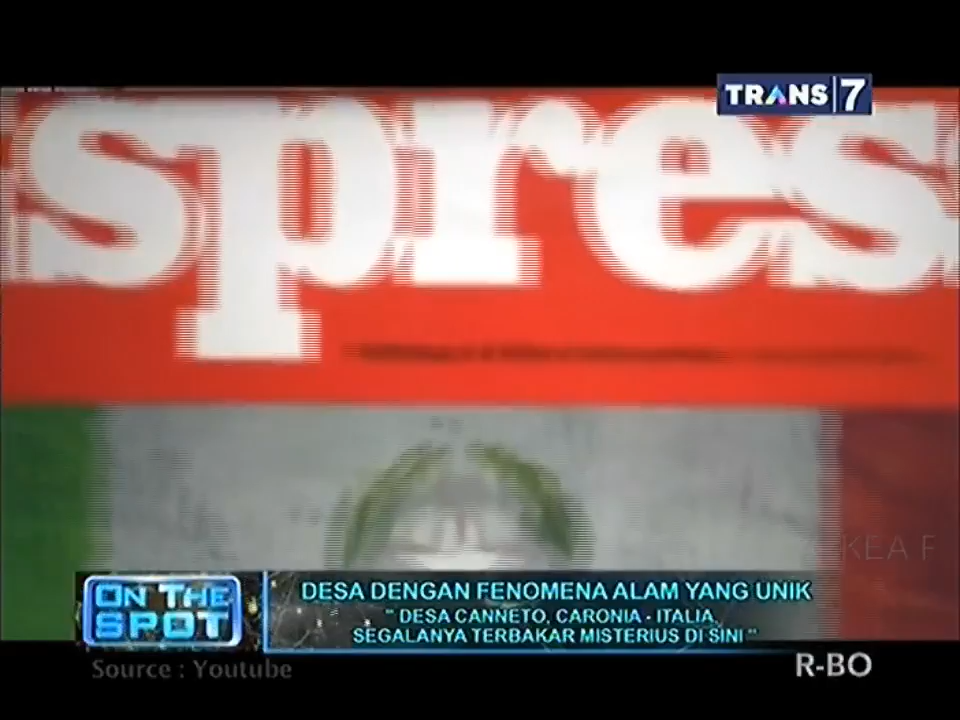 TRANS 7
spres
KEA F
ON THE
SPOT
DESA DENGAN FENOMENA ALAM YANG UNIK
" DESA CANNETO, CARONIA - ITALIA,
SEGALANYA TERBAKAR MISTERIUS DI SINI "
Source : Youtube
R-BO